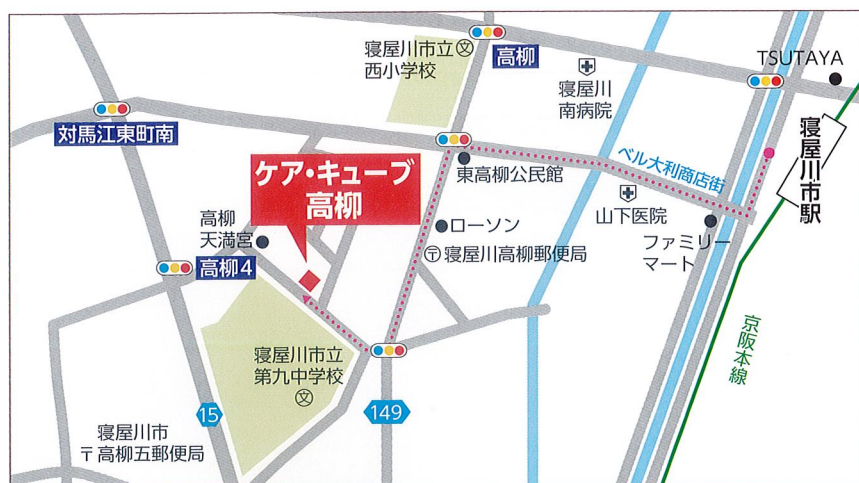 寝屋川市立
西小学校
文
高柳
寝屋川
南病院
TSUTAYA
対馬江東町南
ケア・キューブ
高柳
東高柳公民館
ベル大利商店街
寝屋川市駅
高柳
天満宮
ローソン
山下医院
ファミリー
マート
高柳4
〒寝屋川高柳郵便局
京阪本線
寝屋川市立
第九中学校
文
15
149
寝屋川市
〒高柳五郵便局